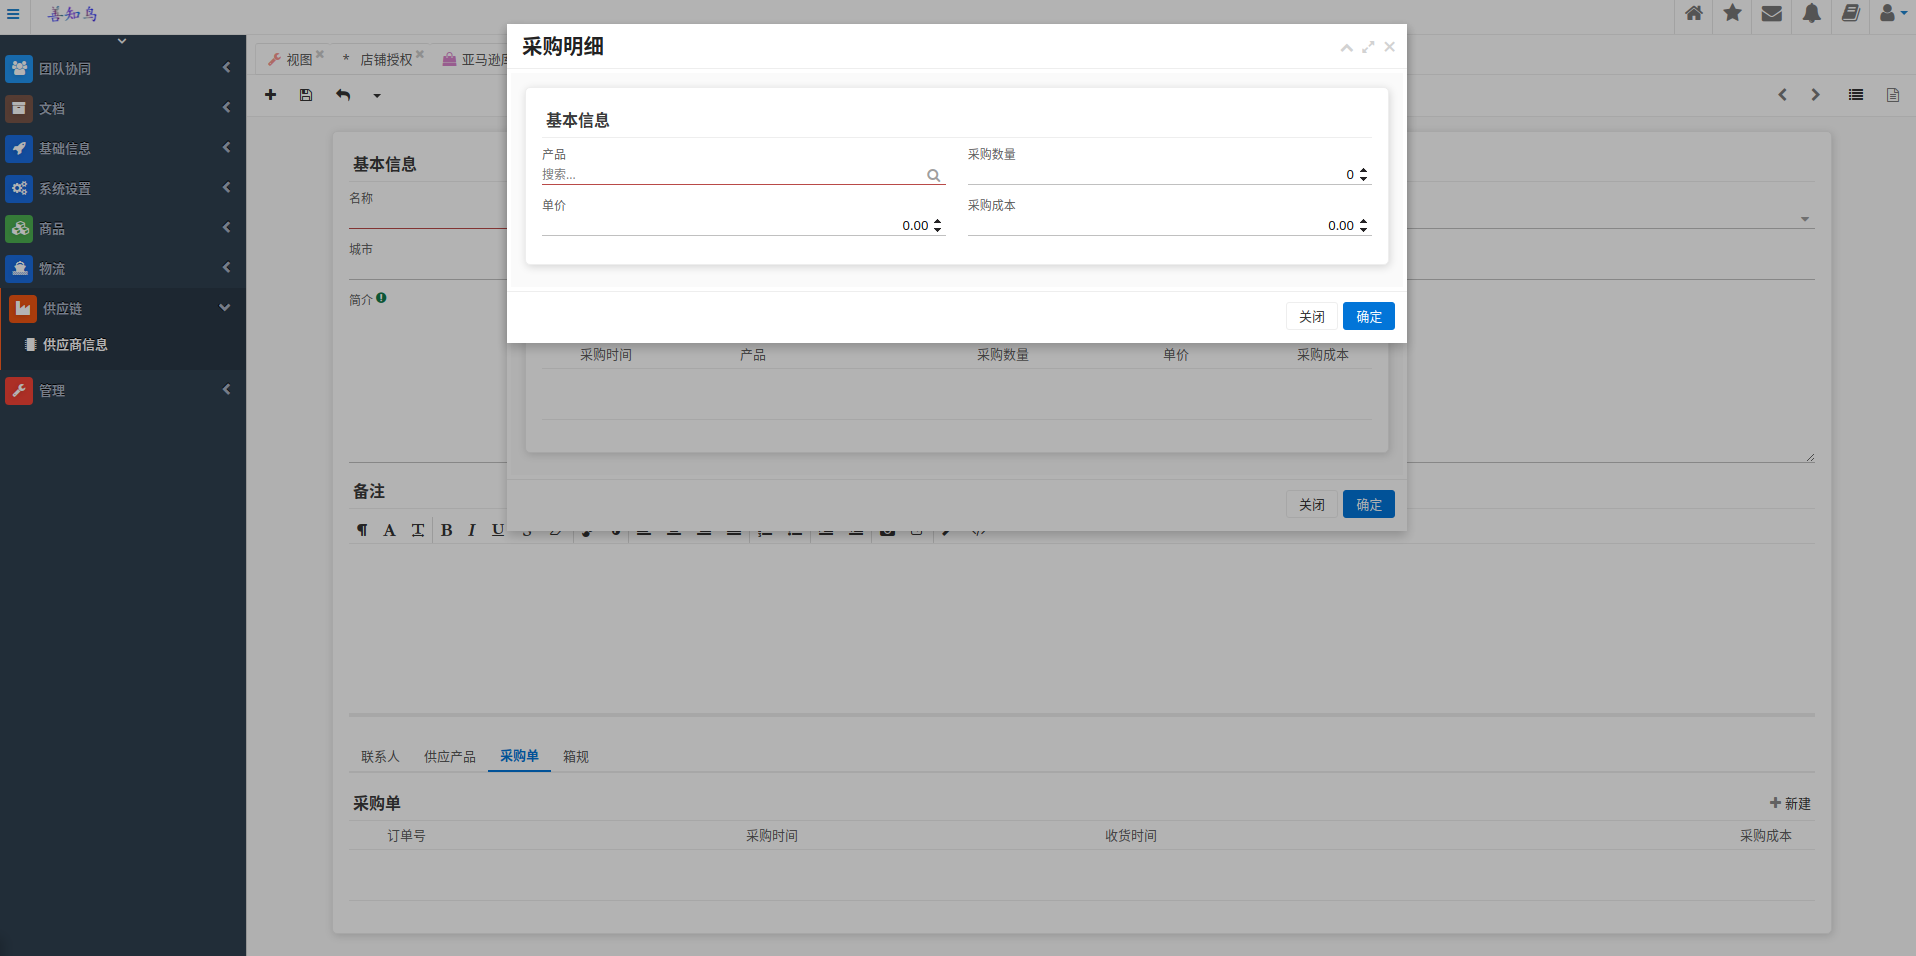 善知鸟
团队协同
文档
基础信息
系统设置
商品
物流
供应链
供应商信息
管理
视图
* 店铺授权
亚马逊
采购明细
基本信息
产品
采购数量
搜索...
0
单价
采购成本
0.00
0.00
关闭 确定
采购时间 产品 采购数量 单价 采购成本
关闭 确定
基本信息
名称
城市
简介
备注
联系人 供应产品 采购单 箱规
采购单
新建
订单号 采购时间 收货时间 采购成本